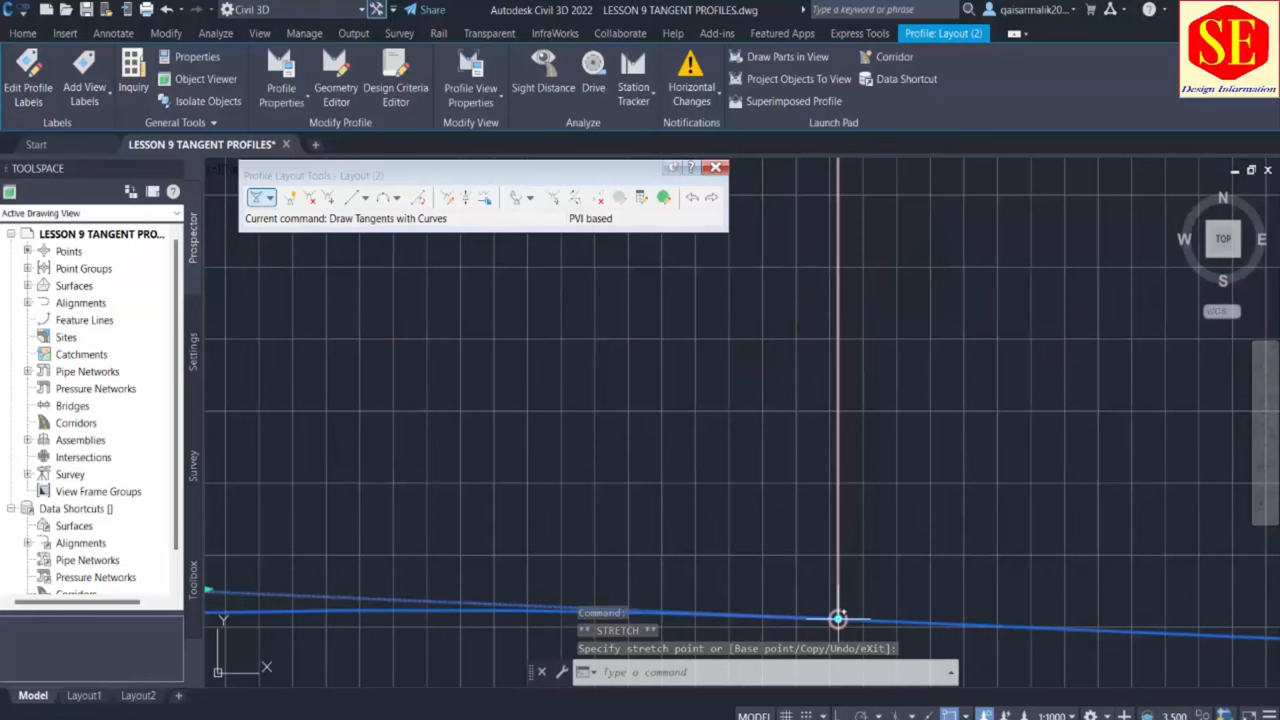 Civil 3D
Share
Autodesk Civil 3D 2022 LESSON 9 TANGENT PROFILES.dwg
Type a keyword or phrase
qaisarmalik20...
SE
Design Information
Home Insert Annotate Modify Analyze View Manage Output Survey Rail Transparent InfraWorks Collaborate Help Add-ins Featured Apps Express Tools Profile: Layout (2)
Edit Profile Labels
Add View Labels
Labels
Inquiry
Properties
Object Viewer
Isolate Objects
General Tools
Profile Properties
Geometry Editor
Design Criteria Editor
Modify Profile
Profile View Properties
Modify View
Sight Distance
Drive
Station Tracker
Analyze
Horizontal Changes
Notifications
Draw Parts in View
Project Objects To View
Superimposed Profile
Corridor
Data Shortcut
Launch Pad
Start
LESSON 9 TANGENT PROFILES*
TOOLSPACE
Active Drawing View
LESSON 9 TANGENT PRO...
Points
Point Groups
Surfaces
Alignments
Feature Lines
Sites
Catchments
Pipe Networks
Pressure Networks
Bridges
Corridors
Assemblies
Intersections
Survey
View Frame Groups
Data Shortcuts []
Surfaces
Alignments
Pipe Networks
Pressure Networks
Prospector
Settings
Survey
Toolbox
Profile Layout Tools - Layout (2)
Current command: Draw Tangents with Curves
PVI based
N
W TOP E
S
WCS
Y
X
Command:
** STRETCH **
Specify stretch point or [Base point/Copy/Undo/eXit]:
Type a command
Model Layout1 Layout2 +
MODEL
1:1000
3.500